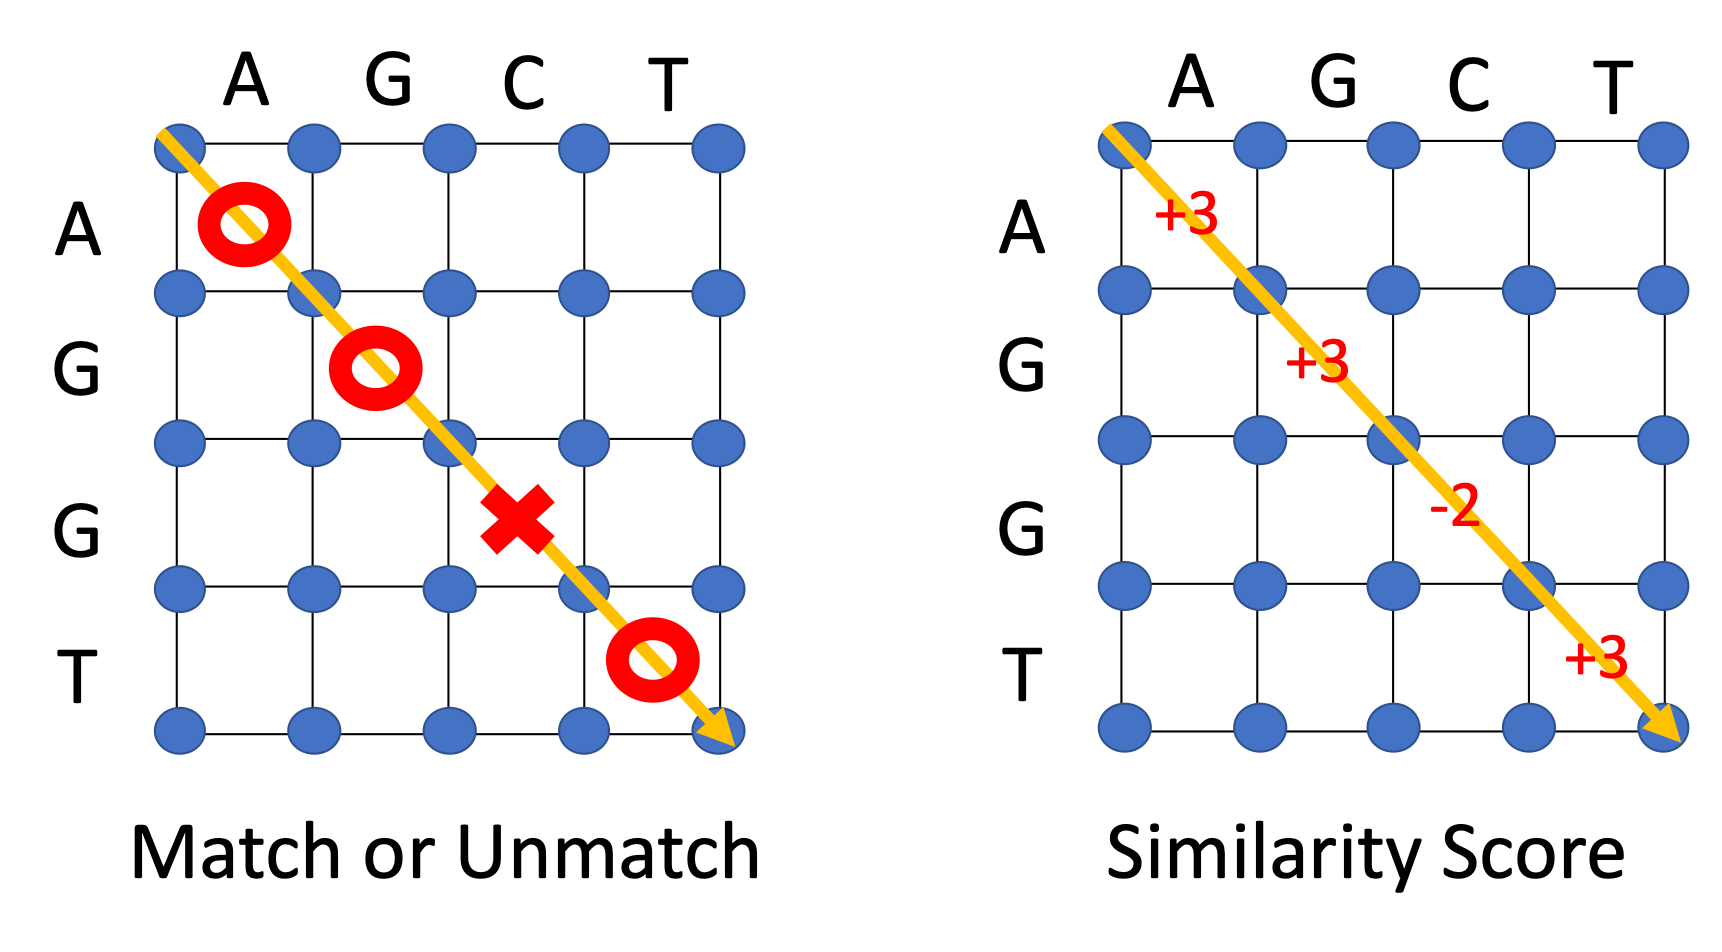 A G C T
A
G
G
T
Match or Unmatch
A G C T
A
+3
G
+3
G
-2
T
+3
Similarity Score